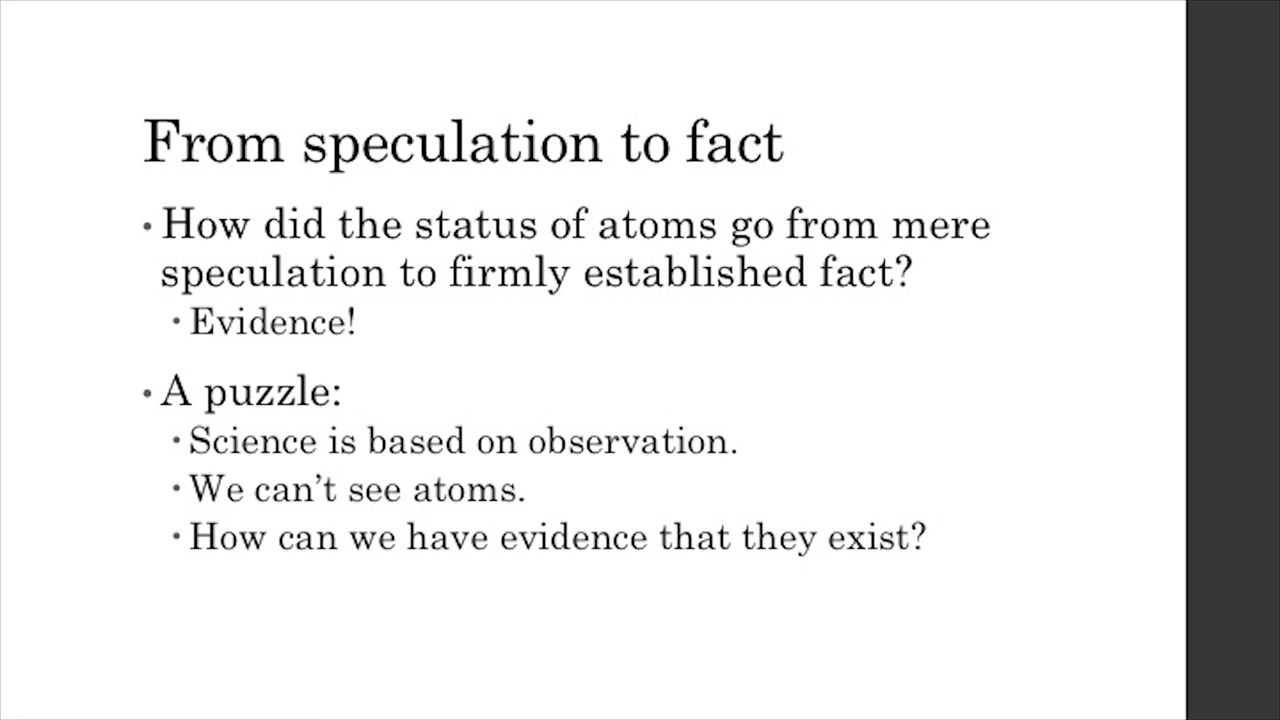 From speculation to fact
• How did the status of atoms go from mere
speculation to firmly established fact?
• Evidence!
• A puzzle:
• Science is based on observation.
• We can’t see atoms.
• How can we have evidence that they exist?